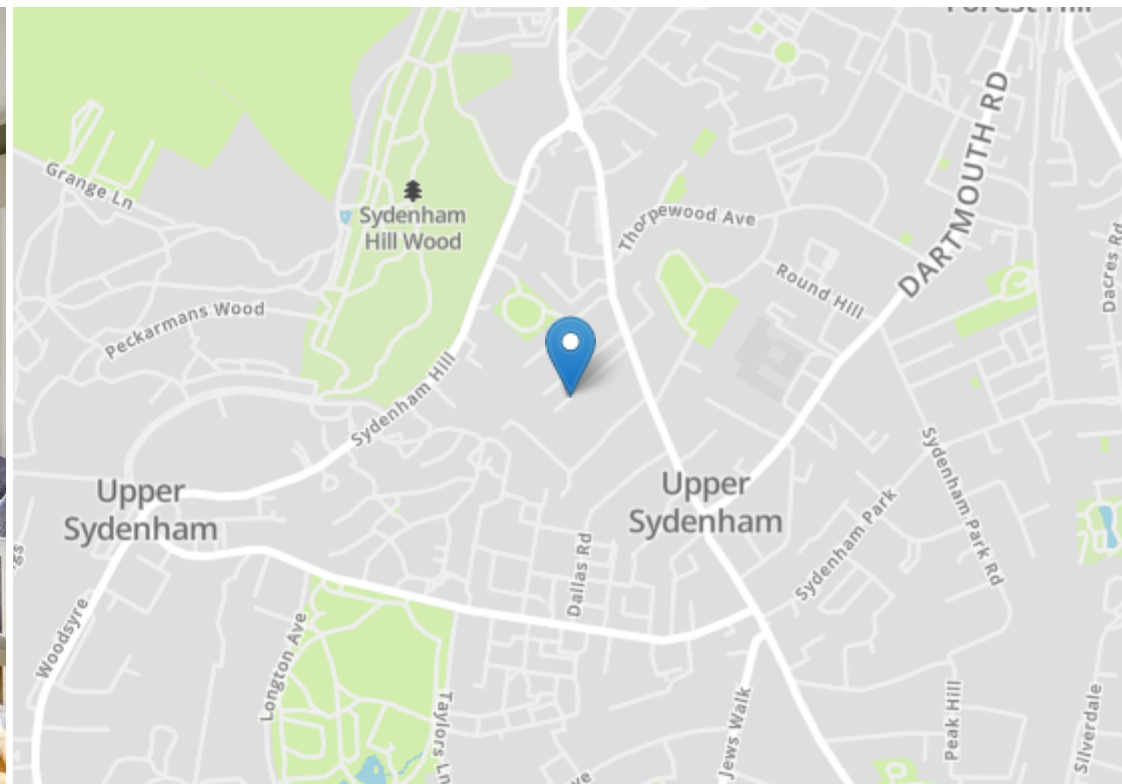 Forest Hill
DARTMOUTH RD
Grange Ln
Sydenham
Hill Wood
Thorpewood Ave
Dacres Rd
Round Hill
Peckarmans Wood
Sydenham Hill
Sydenham Park Rd
Upper
Sydenham
Upper
Sydenham
Sydenham Park
Dallas Rd
Woodsyre
Longton Ave
Taylors Ln
Jews Walk
Peak Hill
Silverdale